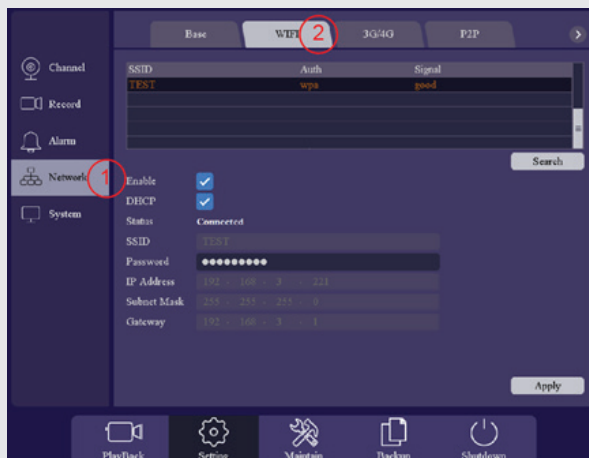 Base WIFI 2 3G/4G P2P >
Channel
Record
Alarm
Network 1
System
SSID Auth Signal
TEST wpa good
Search
Enable
DHCP
Status Connected
SSID TEST
Password ●●●●●●●●●
IP Address 192 - 168 - 3 - 221
Subnet Mask 255 - 255 - 255 - 0
Gateway 192 - 168 - 3 - 1
Apply
PlayBack Setting Maintain Backup Shutdown